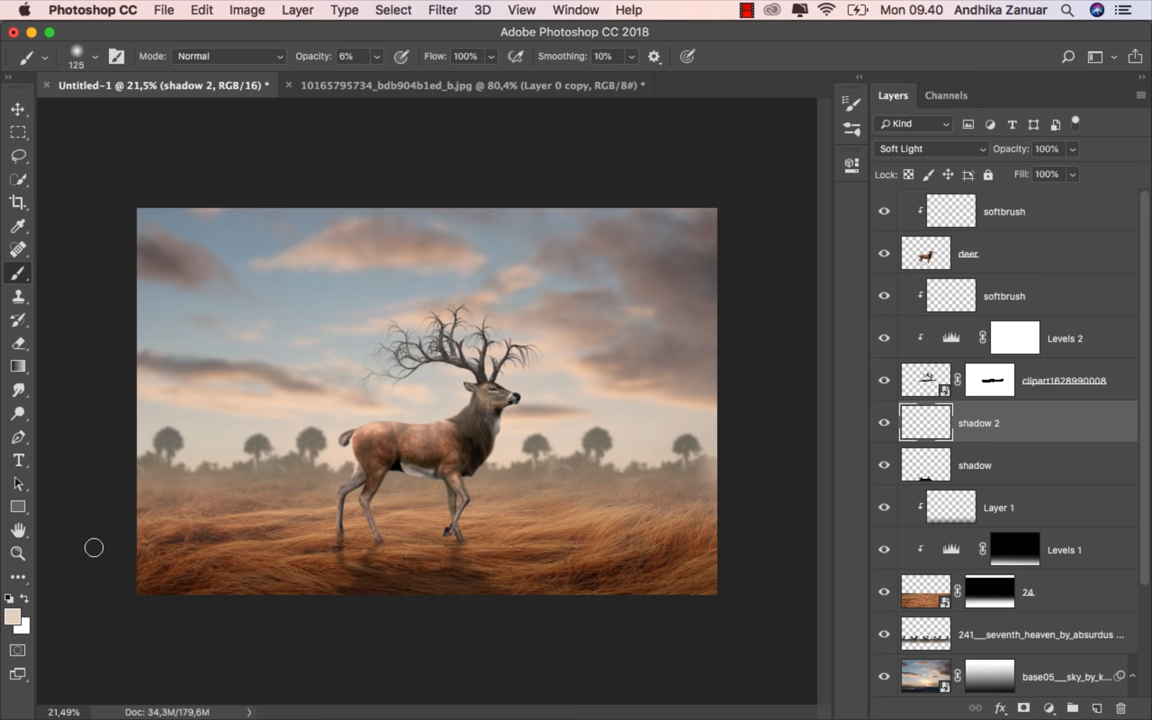 Photoshop CC File Edit Image Layer Type Select Filter 3D View Window Help Mon 09.40 Andhika Zanuar
Adobe Photoshop CC 2018
125 Mode: Normal Opacity: 6% Flow: 100% Smoothing: 10%
Untitled-1 @ 21,5% (shadow 2, RGB/16) * 10165795734_bdb904b1ed_b.jpg @ 80,4% (Layer 0 copy, RGB/8#) *
Layers Channels
Kind
Soft Light Opacity: 100%
Lock: Fill: 100%
softbrush
deer
softbrush
Levels 2
clipart1628990008
shadow 2
shadow
Layer 1
Levels 1
24
241__seventh_heaven_by_absurdus ...
base05__sky_by_k...
21,49% Doc: 34,3M/179,6M
fx